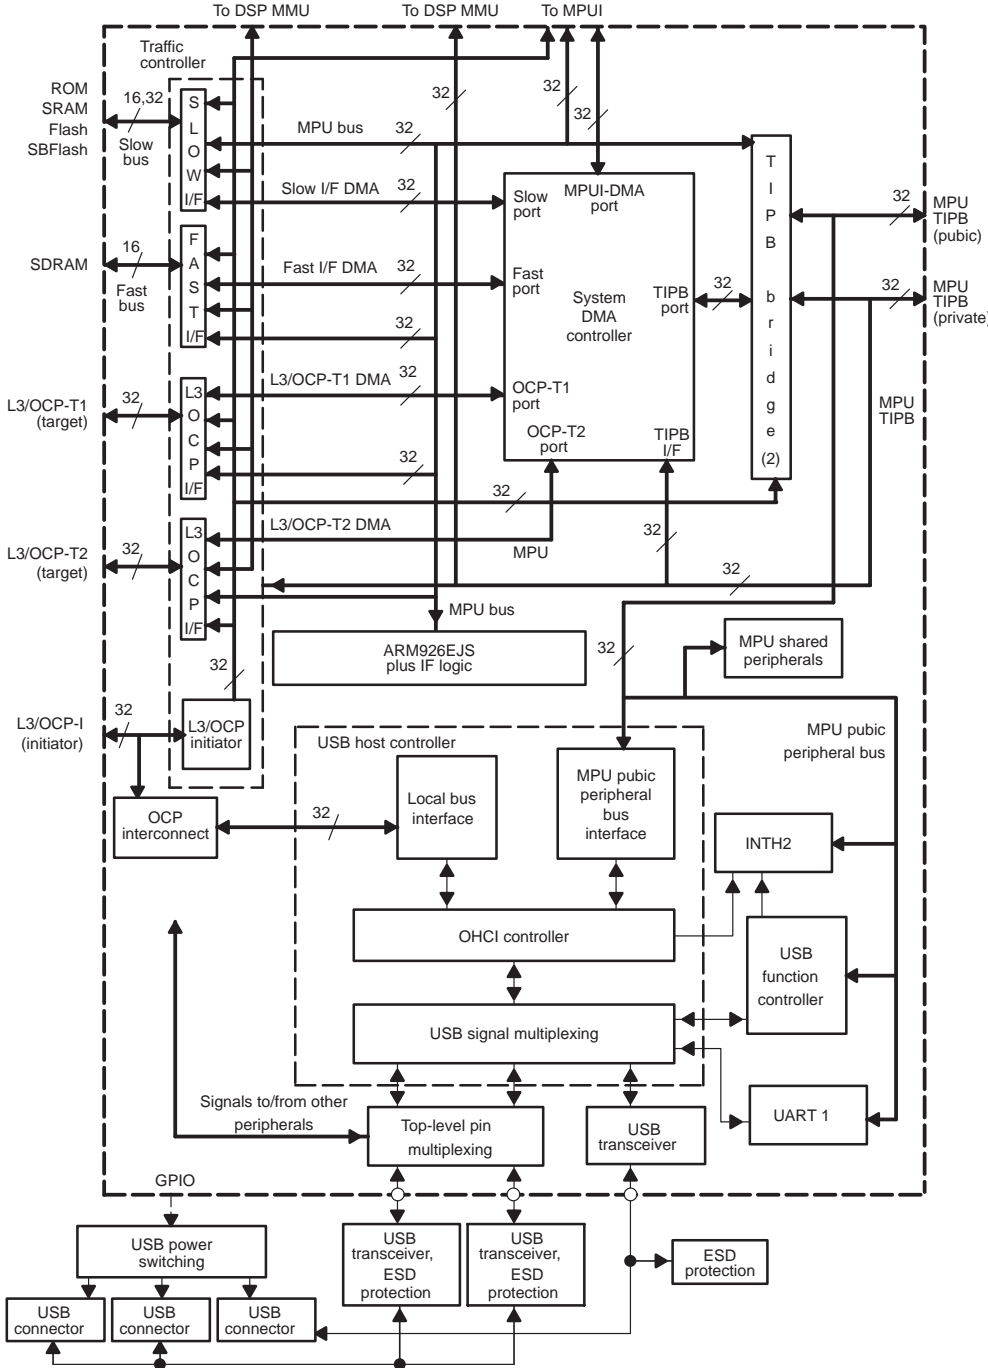 To DSP MMU
To DSP MMU
To MPUI
Traffic
controller
ROM
SRAM
Flash
SBFlash
16,32
Slow
bus
S
L
O
W
I/F
MPU bus
32
32
32
Slow I/F DMA
32
Slow
port
MPUI-DMA
port
T
I
P
B
b
r
i
d
g
e
(2)
32
MPU
TIPB
(pubic)
SDRAM
16
Fast
bus
F
A
S
T
I/F
Fast I/F DMA
32
Fast
port
System
DMA
controller
TIPB
port
32
32
MPU
TIPB
(private)
32
L3/OCP-T1
(target)
32
L3
O
C
P
I/F
L3/OCP-T1 DMA
32
OCP-T1
port
OCP-T2
port
TIPB
I/F
MPU
TIPB
32
32
L3/OCP-T2
(target)
32
L3
O
C
P
I/F
L3/OCP-T2 DMA
MPU
32
32
MPU bus
ARM926EJS
plus IF logic
32
MPU shared
peripherals
32
L3/OCP-I
(initiator)
32
L3/OCP
initiator
USB host controller
MPU pubic
peripheral bus
OCP
interconnect
32
Local bus
interface
MPU pubic
peripheral
bus
interface
INTH2
OHCI controller
USB
function
controller
USB signal multiplexing
Signals to/from other
peripherals
Top-level pin
multiplexing
USB
transceiver
UART 1
GPIO
USB power
switching
USB
transceiver,
ESD
protection
USB
transceiver,
ESD
protection
ESD
protection
USB
connector
USB
connector
USB
connector